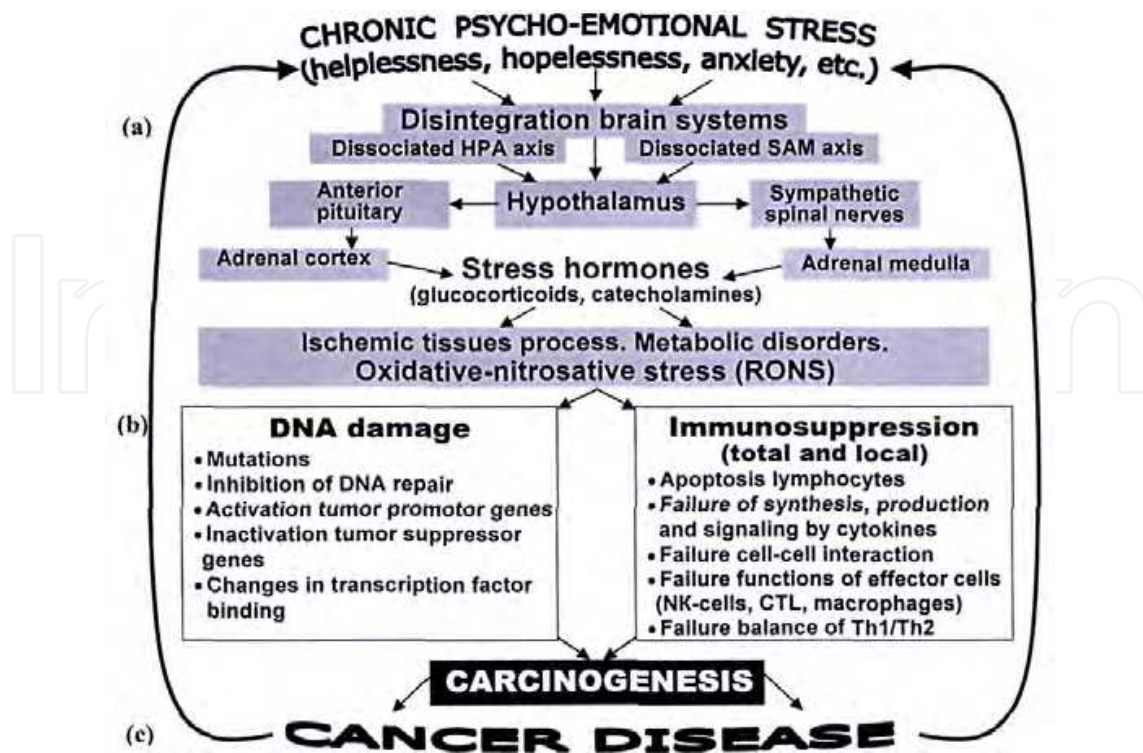 CHRONIC PSYCHO-EMOTIONAL STRESS
(helplessness, hopelessness, anxiety, etc.)
(a)
Disintegration brain systems
Dissociated HPA axis
Dissociated SAM axis
Anterior
pituitary
Hypothalamus
Sympathetic
spinal nerves
Adrenal cortex
Stress hormones
(glucocorticoids, catecholamines)
Adrenal medulla
Ischemic tissues process. Metabolic disorders.
Oxidative-nitrosative stress (RONS)
(b)
DNA damage
• Mutations
• Inhibition of DNA repair
• Activation tumor promotor genes
• Inactivation tumor suppressor
genes
• Changes in transcription factor
binding
Immunosuppression
(total and local)
• Apoptosis lymphocytes
• Failure of synthesis, production
and signaling by cytokines
• Failure cell-cell interaction
• Failure functions of effector cells
(NK-cells, CTL, macrophages)
• Failure balance of Th1/Th2
CARCINOGENESIS
(c)
CANCER DISEASE